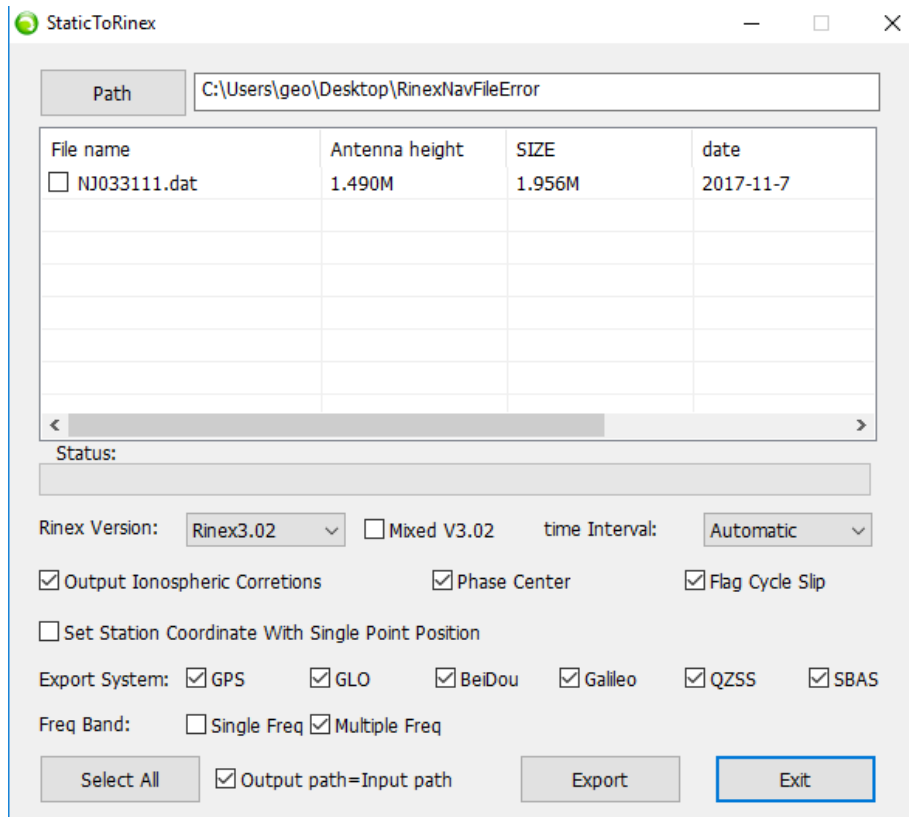 StaticToRinex
Path C:\Users\geo\Desktop\RinexNavFileError
File name Antenna height SIZE date
NJ033111.dat 1.490M 1.956M 2017-11-7
Status:
Rinex Version: Rinex3.02 Mixed V3.02 time Interval: Automatic
Output Ionospheric Corretions Phase Center Flag Cycle Slip
Set Station Coordinate With Single Point Position
Export System: GPS GLO BeiDou Galileo QZSS SBAS
Freq Band: Single Freq Multiple Freq
Select All Output path=Input path Export Exit